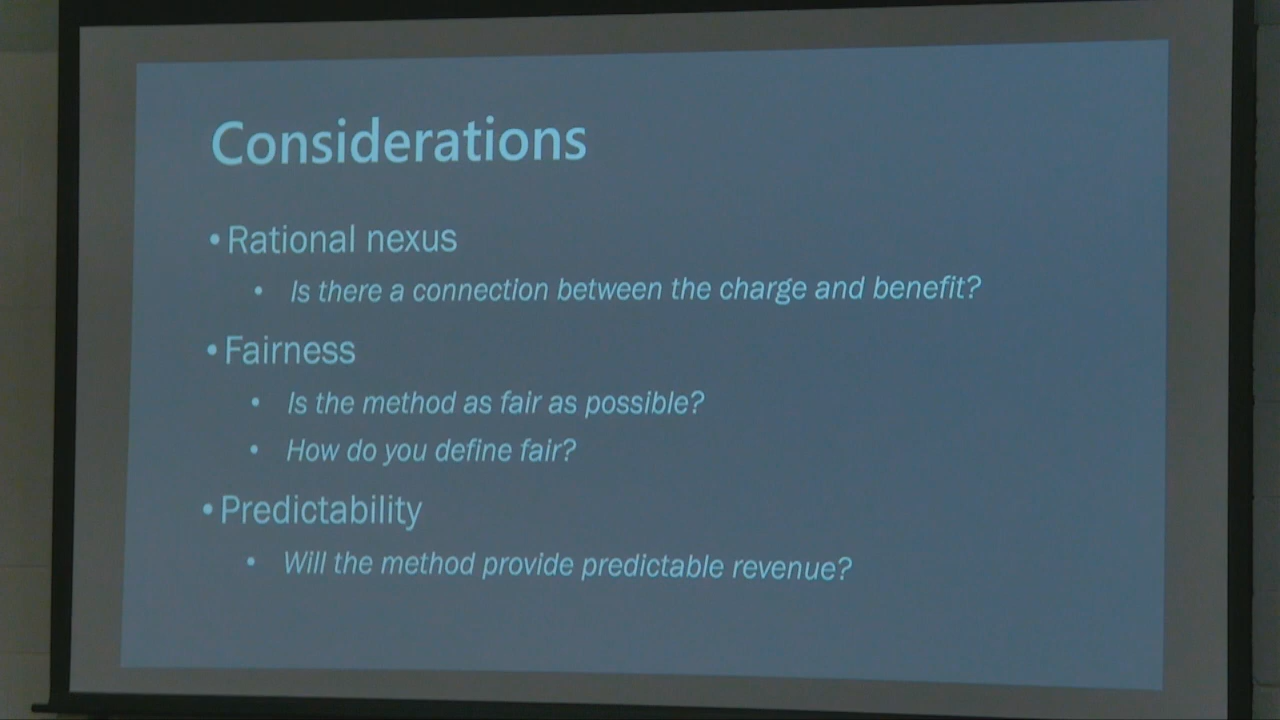 Considerations
• Rational nexus
• Is there a connection between the charge and benefit?
• Fairness
• Is the method as fair as possible?
• How do you define fair?
• Predictability
• Will the method provide predictable revenue?